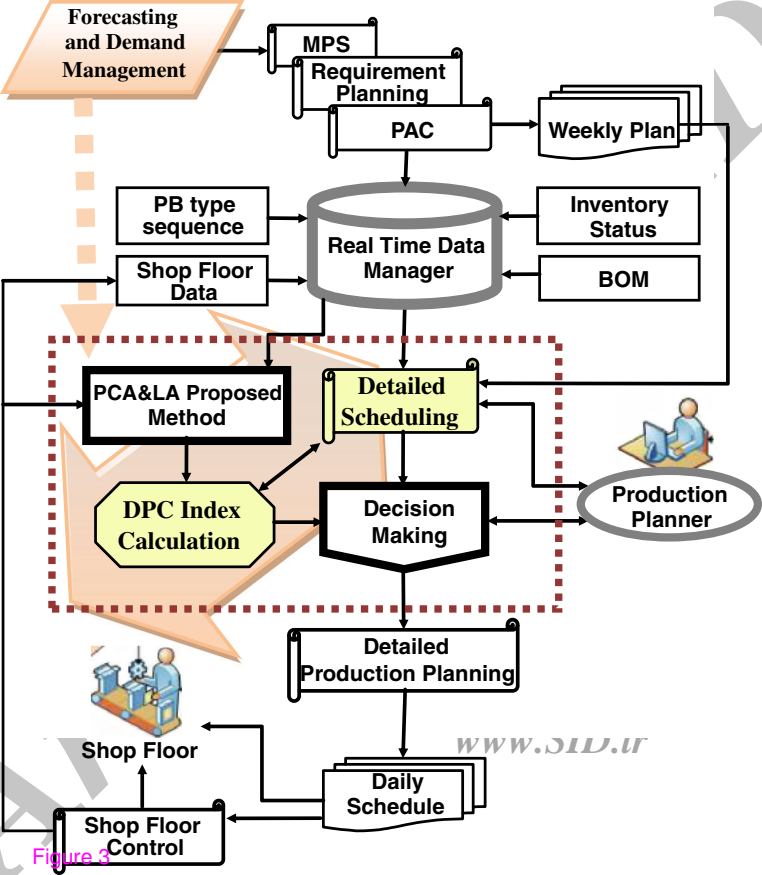 Forecasting
and Demand
Management
MPS
Requirement
Planning
PAC
Weekly Plan
PB type
sequence
Inventory
Status
Real Time Data
Manager
Shop Floor
Data
BOM
PCA&LA Proposed
Method
Detailed
Scheduling
DPC Index
Calculation
Decision
Making
Production
Planner
Detailed
Production Planning
www.SID.ir
Shop Floor
Daily
Schedule
Shop Floor
Control
Figure 3